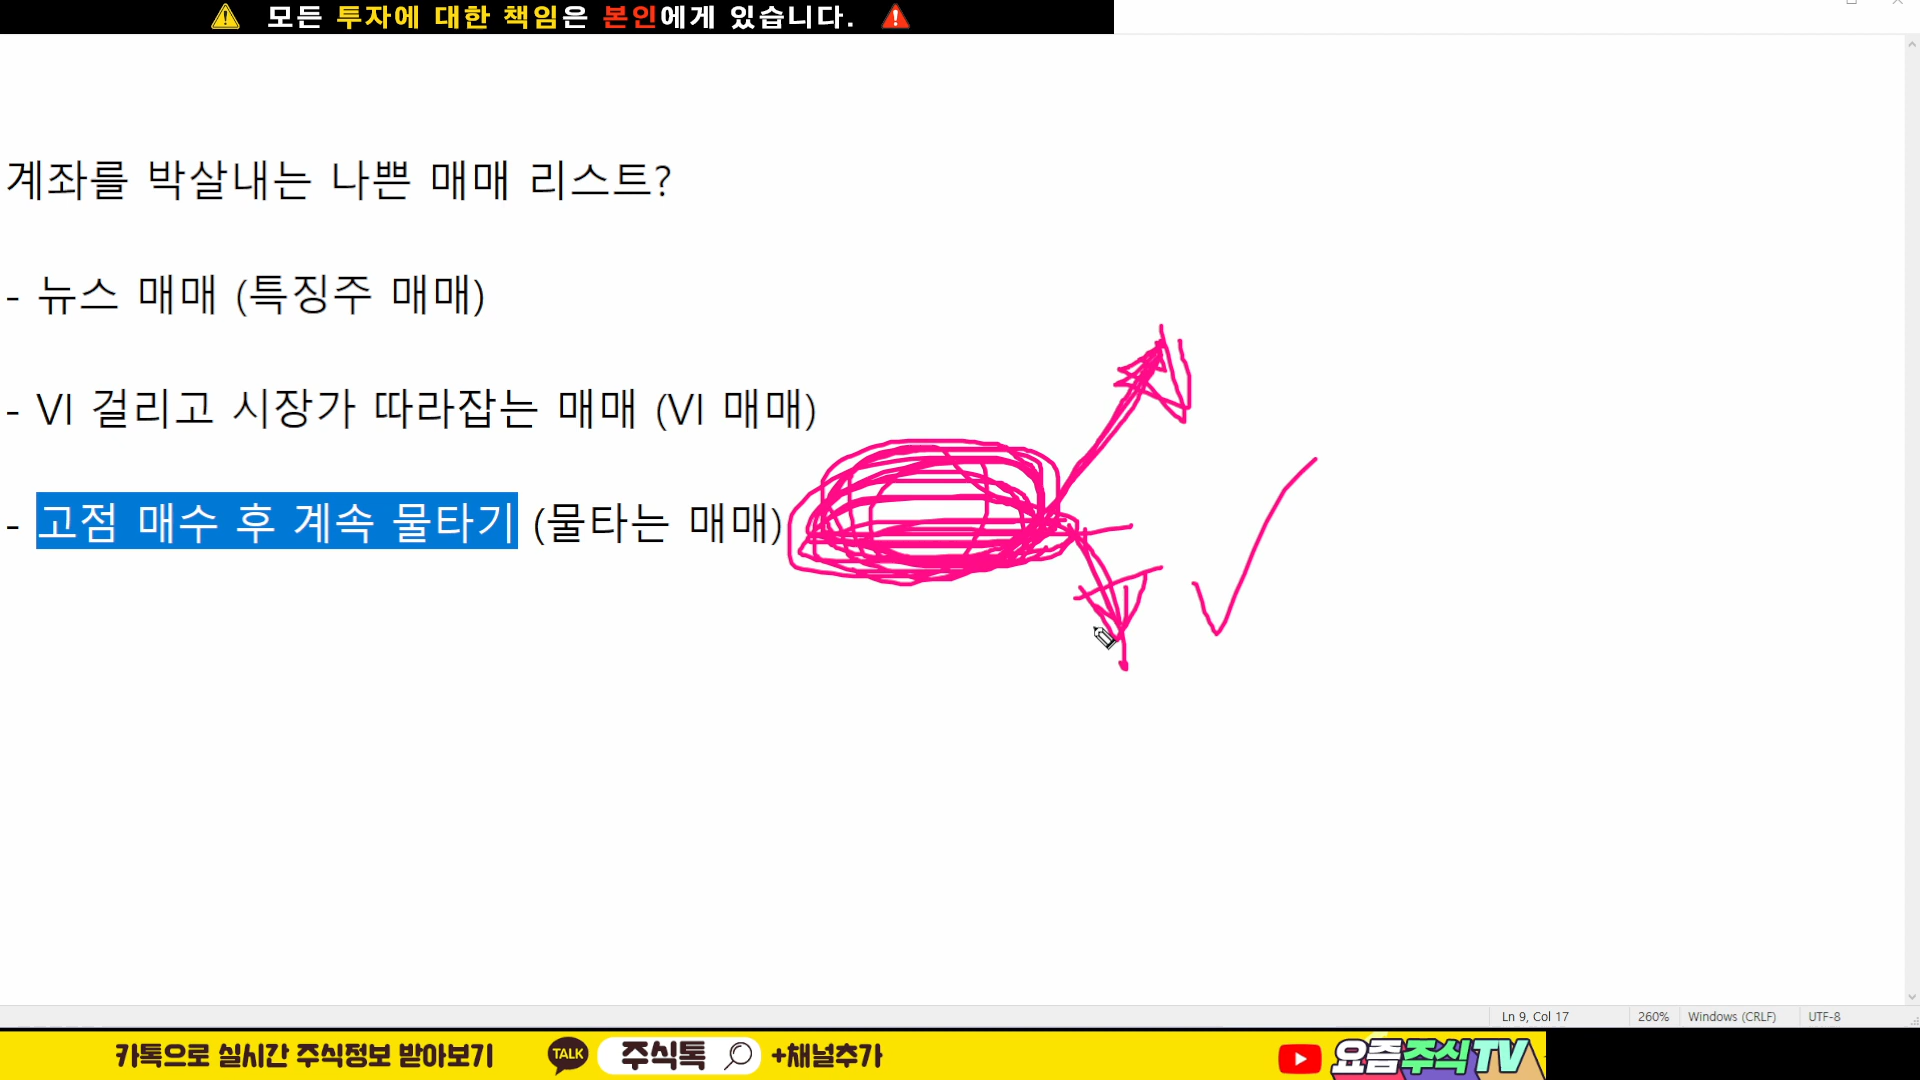 모든 투자에 대한 책임은 본인에게 있습니다.
계좌를 박살내는 나쁜 매매 리스트?
- 뉴스 매매 (특징주 매매)
- VI 걸리고 시장가 따라잡는 매매 (VI 매매)
- 고점 매수 후 계속 물타기 (물타는 매매)
Ln 9, Col 17 260% Windows (CRLF) UTF-8
카톡으로 실시간 주식정보 받아보기 TALK 주식톡 +채널추가 요즘주식TV